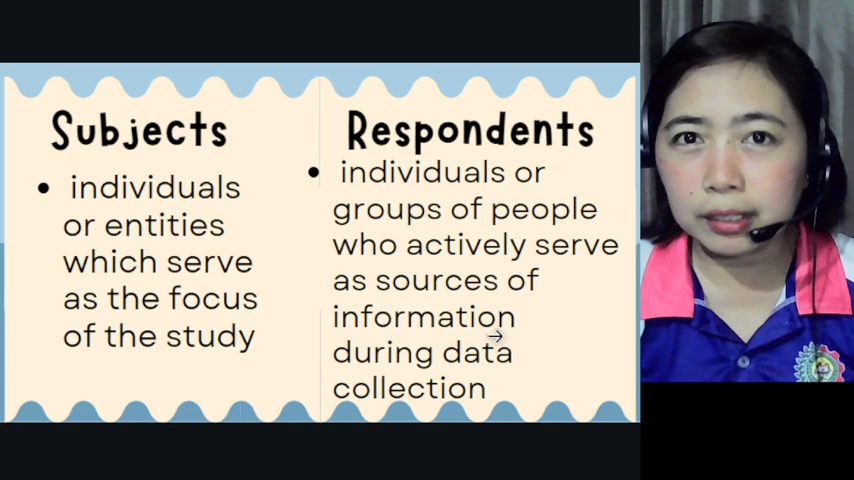 Subjects
• individuals
or entities
which serve
as the focus
of the study
Respondents
• individuals or
groups of people
who actively serve
as sources of
information
during data
collection